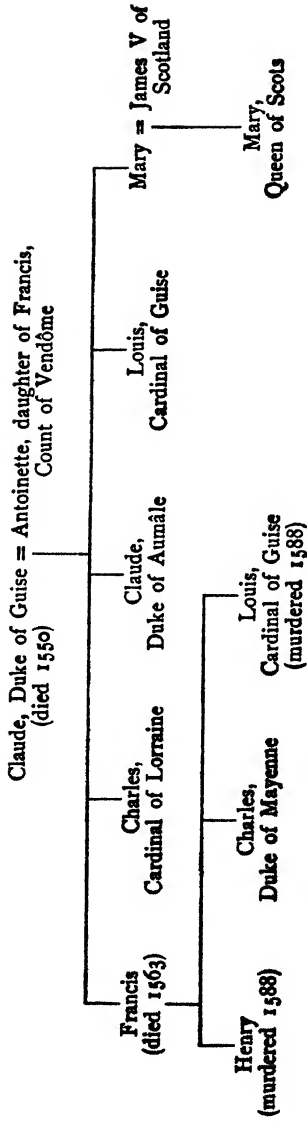 Claude, Duke of Guise = Antoinette, daughter of Francis,
(died 1550) Count of Vendôme
Francis
(died 1563)
Charles,
Cardinal of Lorraine
Claude,
Duke of Aumâle
Louis,
Cardinal of Guise
Mary = James V of
Scotland
Henry
(murdered 1588)
Charles,
Duke of Mayenne
Louis,
Cardinal of Guise
(murdered 1588)
Mary,
Queen of Scots